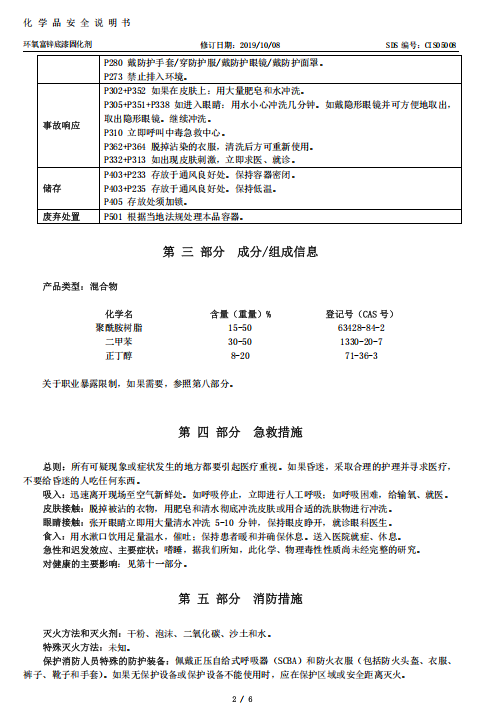 化 学 品 安 全 说 明 书
环氧富锌底漆固化剂 修订日期：2019/10/08 SDS 编号：CIS05008
P280 戴防护手套/穿防护服/戴防护眼镜/戴防护面罩。
P273 禁止排入环境。
事故响应
P302+P352 如果在皮肤上：用大量肥皂和水冲洗。
P305+P351+P338 如进入眼睛：用水小心冲洗几分钟。如戴隐形眼镜并可方便地取出，
取出隐形眼镜。继续冲洗。
P310 立即呼叫中毒急救中心。
P362+P364 脱掉沾染的衣服，清洗后方可重新使用。
P332+P313 如出现皮肤刺激，立即求医、就诊。
储存
P403+P233 存放于通风良好处。保持容器密闭。
P403+P235 存放于通风良好处。保持低温。
P405 存放处须加锁。
废弃处置 P501 根据当地法规处理本品容器。
第 三 部分 成分/组成信息
产品类型：混合物
化学名 含量（重量）% 登记号（CAS 号）
聚酰胺树脂 15-50 63428-84-2
二甲苯 30-50 1330-20-7
正丁醇 8-20 71-36-3
关于职业暴露限制，如果需要，参照第八部分。
第 四 部分 急救措施
总则：所有可疑现象或症状发生的地方都要引起医疗重视。如果昏迷，采取合理的护理并寻求医疗，
不要给昏迷的人吃任何东西。
吸入：迅速离开现场至空气新鲜处。如呼吸停止，立即进行人工呼吸；如呼吸困难，给输氧、就医。
皮肤接触：脱掉被沾的衣物，用肥皂和清水彻底冲洗皮肤或用合适的洗肤物进行冲洗。
眼睛接触：张开眼睛立即用大量清水冲洗 5-10 分钟，保持眼皮睁开，就诊眼科医生。
食入：用水漱口饮用足量温水，催吐；保持患者暖和并确保休息。送入医院就症、休息。
急性和迟发效应、主要症状：嗜睡，据我们所知，此化学、物理毒性性质尚未经完整的研究。
对健康的主要影响：见第十一部分。
第 五 部分 消防措施
灭火方法和灭火剂：干粉、泡沫、二氧化碳、沙土和水。
特殊灭火方法：未知。
保护消防人员特殊的防护装备：佩戴正压自给式呼吸器（SCBA）和防火衣服（包括防火头盔、衣服、
裤子、靴子和手套）。如果无保护设备或保护设备不能使用时，应在保护区域或安全距离灭火。
2 / 6